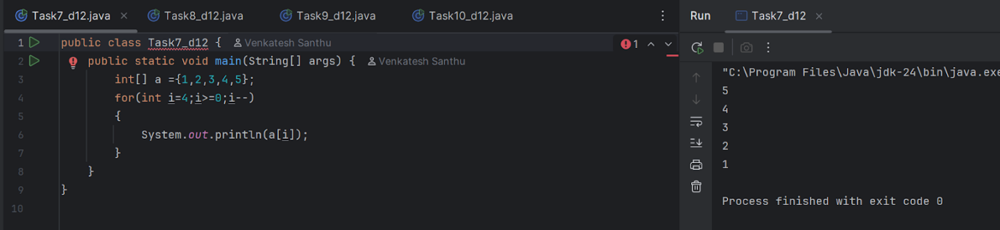 Task7_d12.java Task8_d12.java Task9_d12.java Task10_d12.java
1 public class Task7_d12 { Venkatesh Santhu 1
2 public static void main(String[] args) { Venkatesh Santhu
3 int[] a ={1,2,3,4,5};
4 for(int i=4;i>=0;i--)
5 {
6 System.out.println(a[i]);
7 }
8 }
9 }
10
Run Task7_d12
"C:\Program Files\Java\jdk-24\bin\java.exe
5
4
3
2
1
Process finished with exit code 0